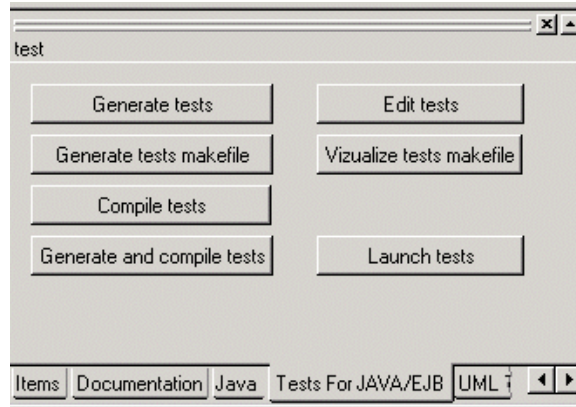 test
Generate tests Edit tests
Generate tests makefile Vizualize tests makefile
Compile tests
Generate and compile tests Launch tests
Items Documentation Java Tests For JAVA/EJB UML